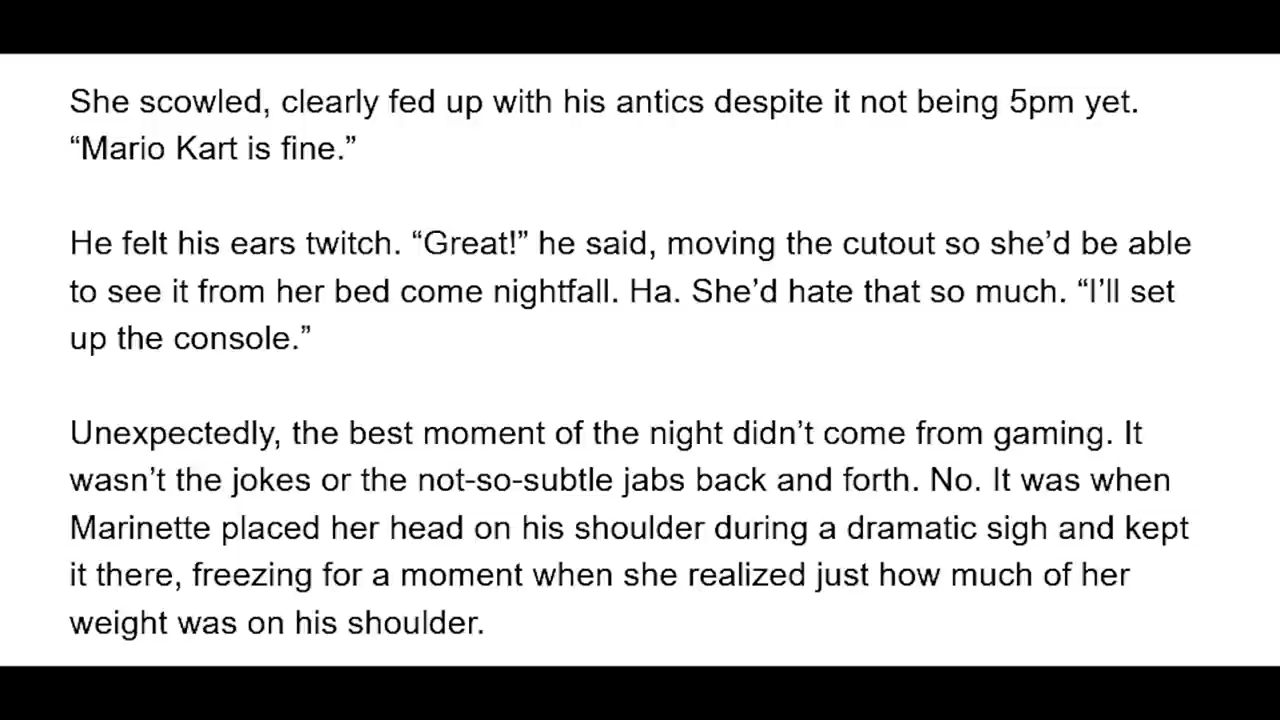 She scowled, clearly fed up with his antics despite it not being 5pm yet.
“Mario Kart is fine.”
He felt his ears twitch. “Great!” he said, moving the cutout so she’d be able
to see it from her bed come nightfall. Ha. She’d hate that so much. “I’ll set
up the console.”
Unexpectedly, the best moment of the night didn’t come from gaming. It
wasn’t the jokes or the not-so-subtle jabs back and forth. No. It was when
Marinette placed her head on his shoulder during a dramatic sigh and kept
it there, freezing for a moment when she realized just how much of her
weight was on his shoulder.